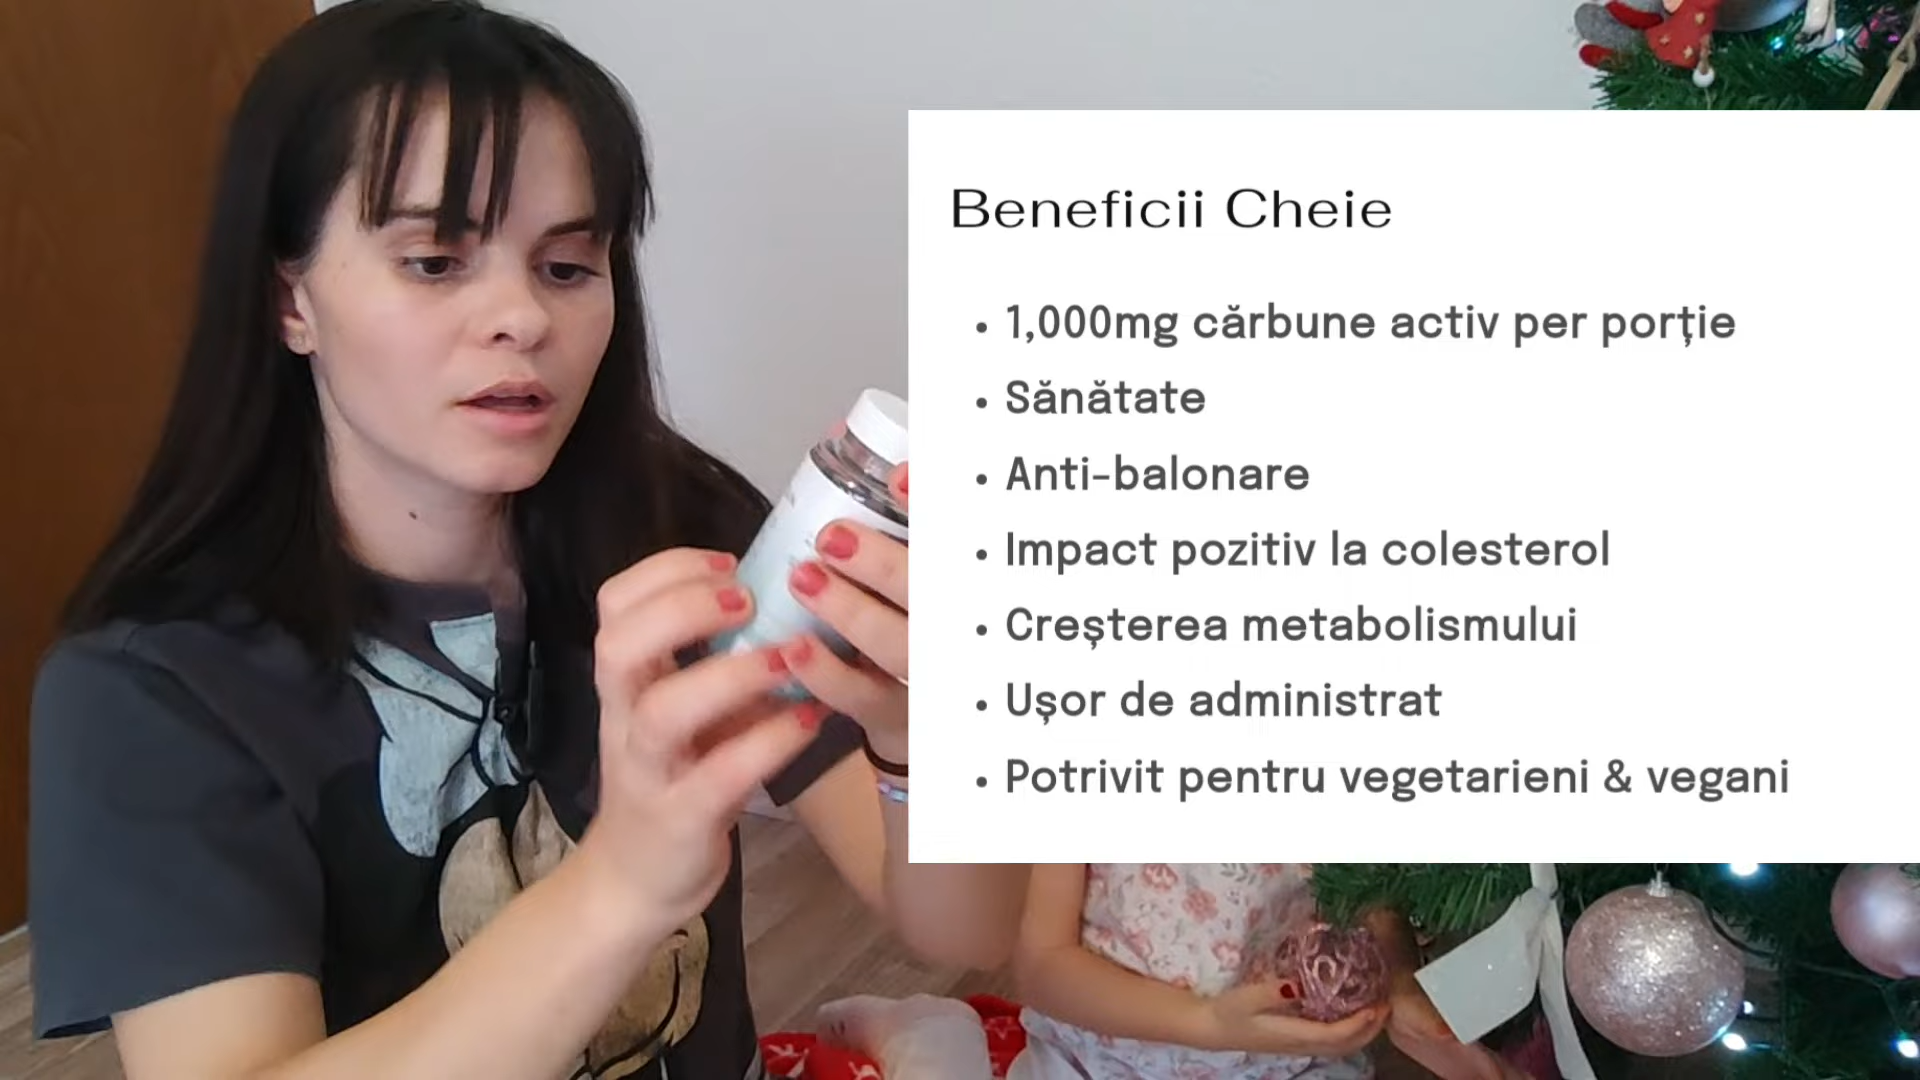 Beneficii Cheie
• 1,000mg cărbune activ per porție
• Sănătate
• Anti-balonare
• Impact pozitiv la colesterol
• Creșterea metabolismului
• Ușor de administrat
• Potrivit pentru vegetarieni & vegani